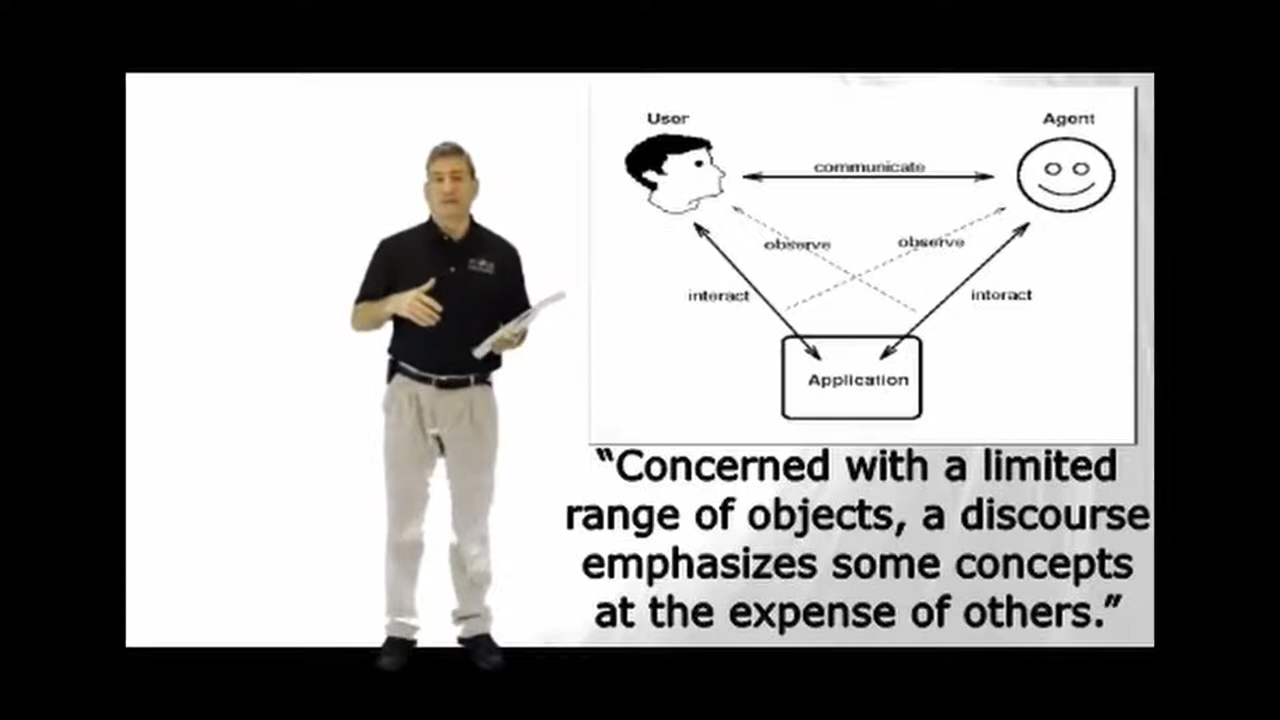 User
Agent
communicate
observe
observe
interact
interact
Application
“Concerned with a limited
range of objects, a discourse
emphasizes some concepts
at the expense of others.”